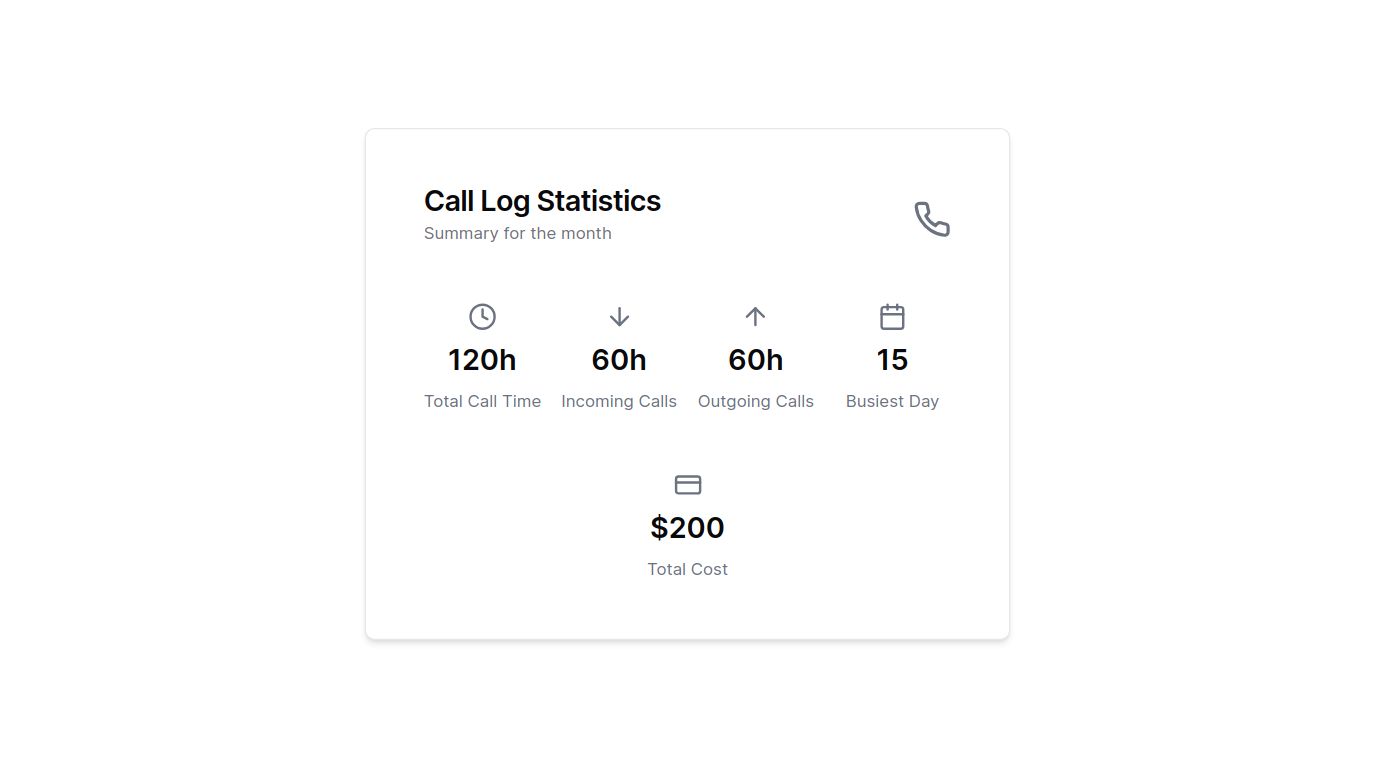 Call Log Statistics
Summary for the month
120h
60h
60h
15
Total Call Time
Incoming Calls
Outgoing Calls
Busiest Day
$200
Total Cost